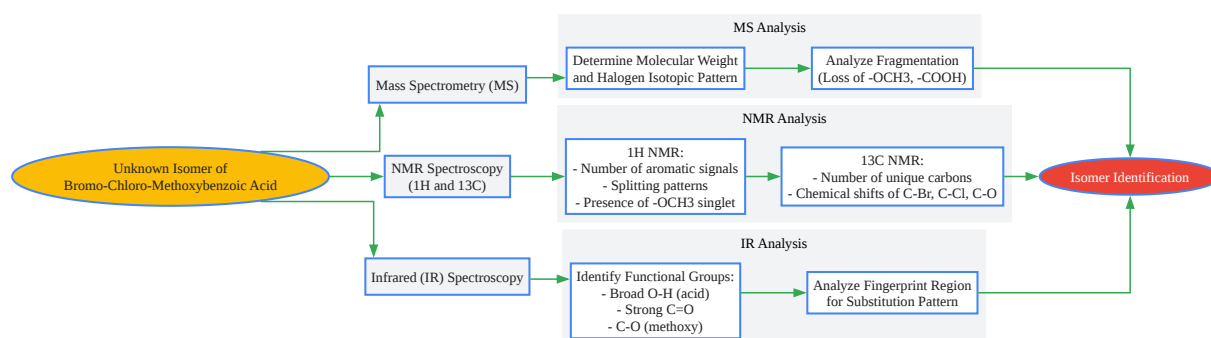 MS Analysis
Determine Molecular Weight
and Halogen Isotopic Pattern
Analyze Fragmentation
(Loss of -OCH3, -COOH)
Mass Spectrometry (MS)
NMR Analysis
Unknown Isomer of
Bromo-Chloro-Methoxybenzoic Acid
NMR Spectroscopy
(1H and 13C)
1H NMR:
- Number of aromatic signals
- Splitting patterns
- Presence of -OCH3 singlet
13C NMR:
- Number of unique carbons
- Chemical shifts of C-Br, C-Cl, C-O
Isomer Identification
IR Analysis
Infrared (IR) Spectroscopy
Identify Functional Groups:
- Broad O-H (acid)
- Strong C=O
- C-O (methoxy)
Analyze Fingerprint Region
for Substitution Pattern